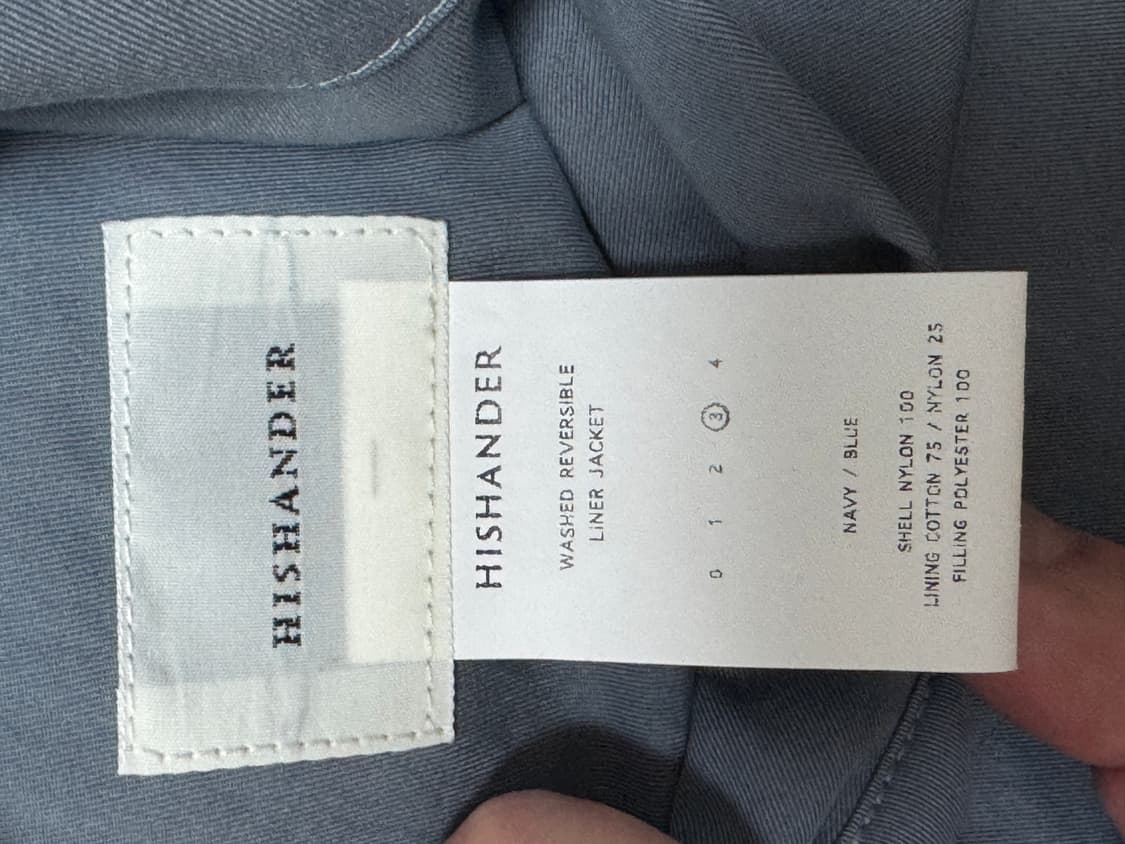 HISHANDER
HISHANDER
WASHED REVERSIBLE
LINER JACKET
0 1 2 3 4
NAVY / BLUE
SHELL NYLON 100
LINING COTTON 75 / NYLON 25
FILLING POLYESTER 100